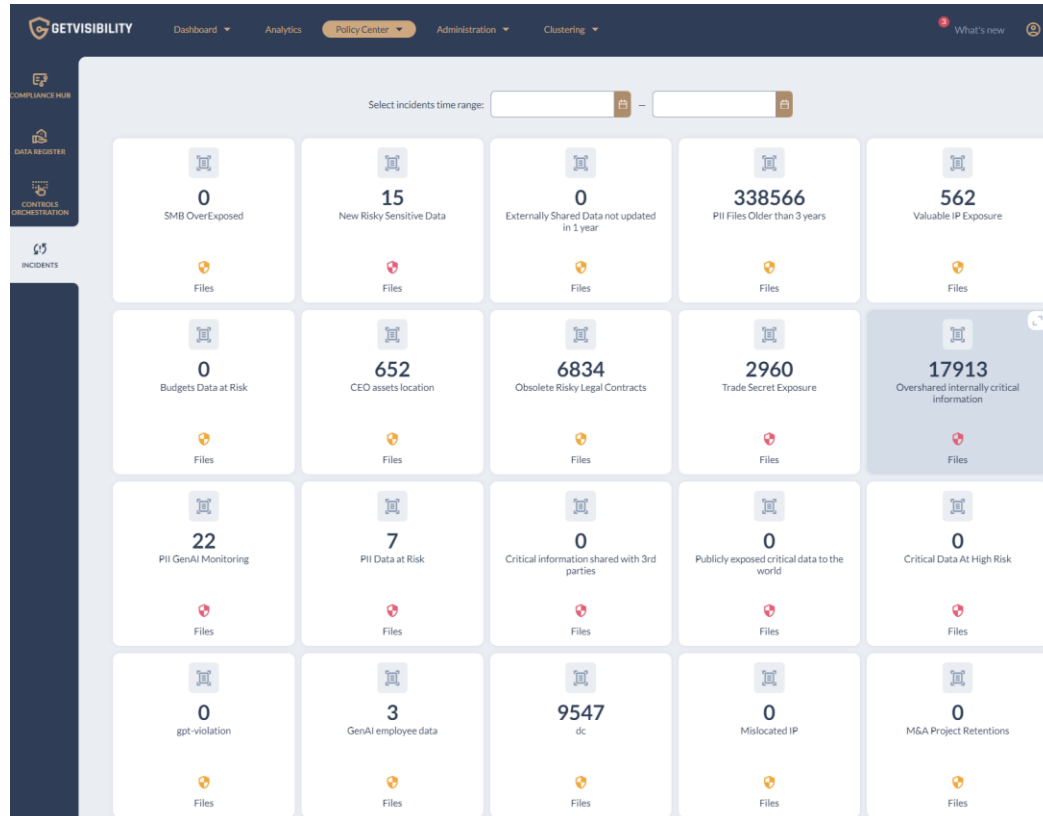 GETVISIBILITY
Dashboard
Analytics
Policy Center
Administration
Clustering
3
What's new
COMPLIANCE HUB
DATA REGISTER
CONTROLS
ORCHESTRATION
INCIDENTS
Select incidents time range:
–
0
SMB OverExposed
Files
15
New Risky Sensitive Data
Files
0
Externally Shared Data not updated
in 1 year
Files
338566
PII Files Older than 3 years
Files
562
Valuable IP Exposure
Files
0
Budgets Data at Risk
Files
652
CEO assets location
Files
6834
Obsolete Risky Legal Contracts
Files
2960
Trade Secret Exposure
Files
17913
Overshared internally critical
information
Files
22
PII GenAI Monitoring
Files
7
PII Data at Risk
Files
0
Critical information shared with 3rd
parties
Files
0
Publicly exposed critical data to the
world
Files
0
Critical Data At High Risk
Files
0
gpt-violation
Files
3
GenAI employee data
Files
9547
dc
Files
0
Mislocated IP
Files
0
M&A Project Retentions
Files